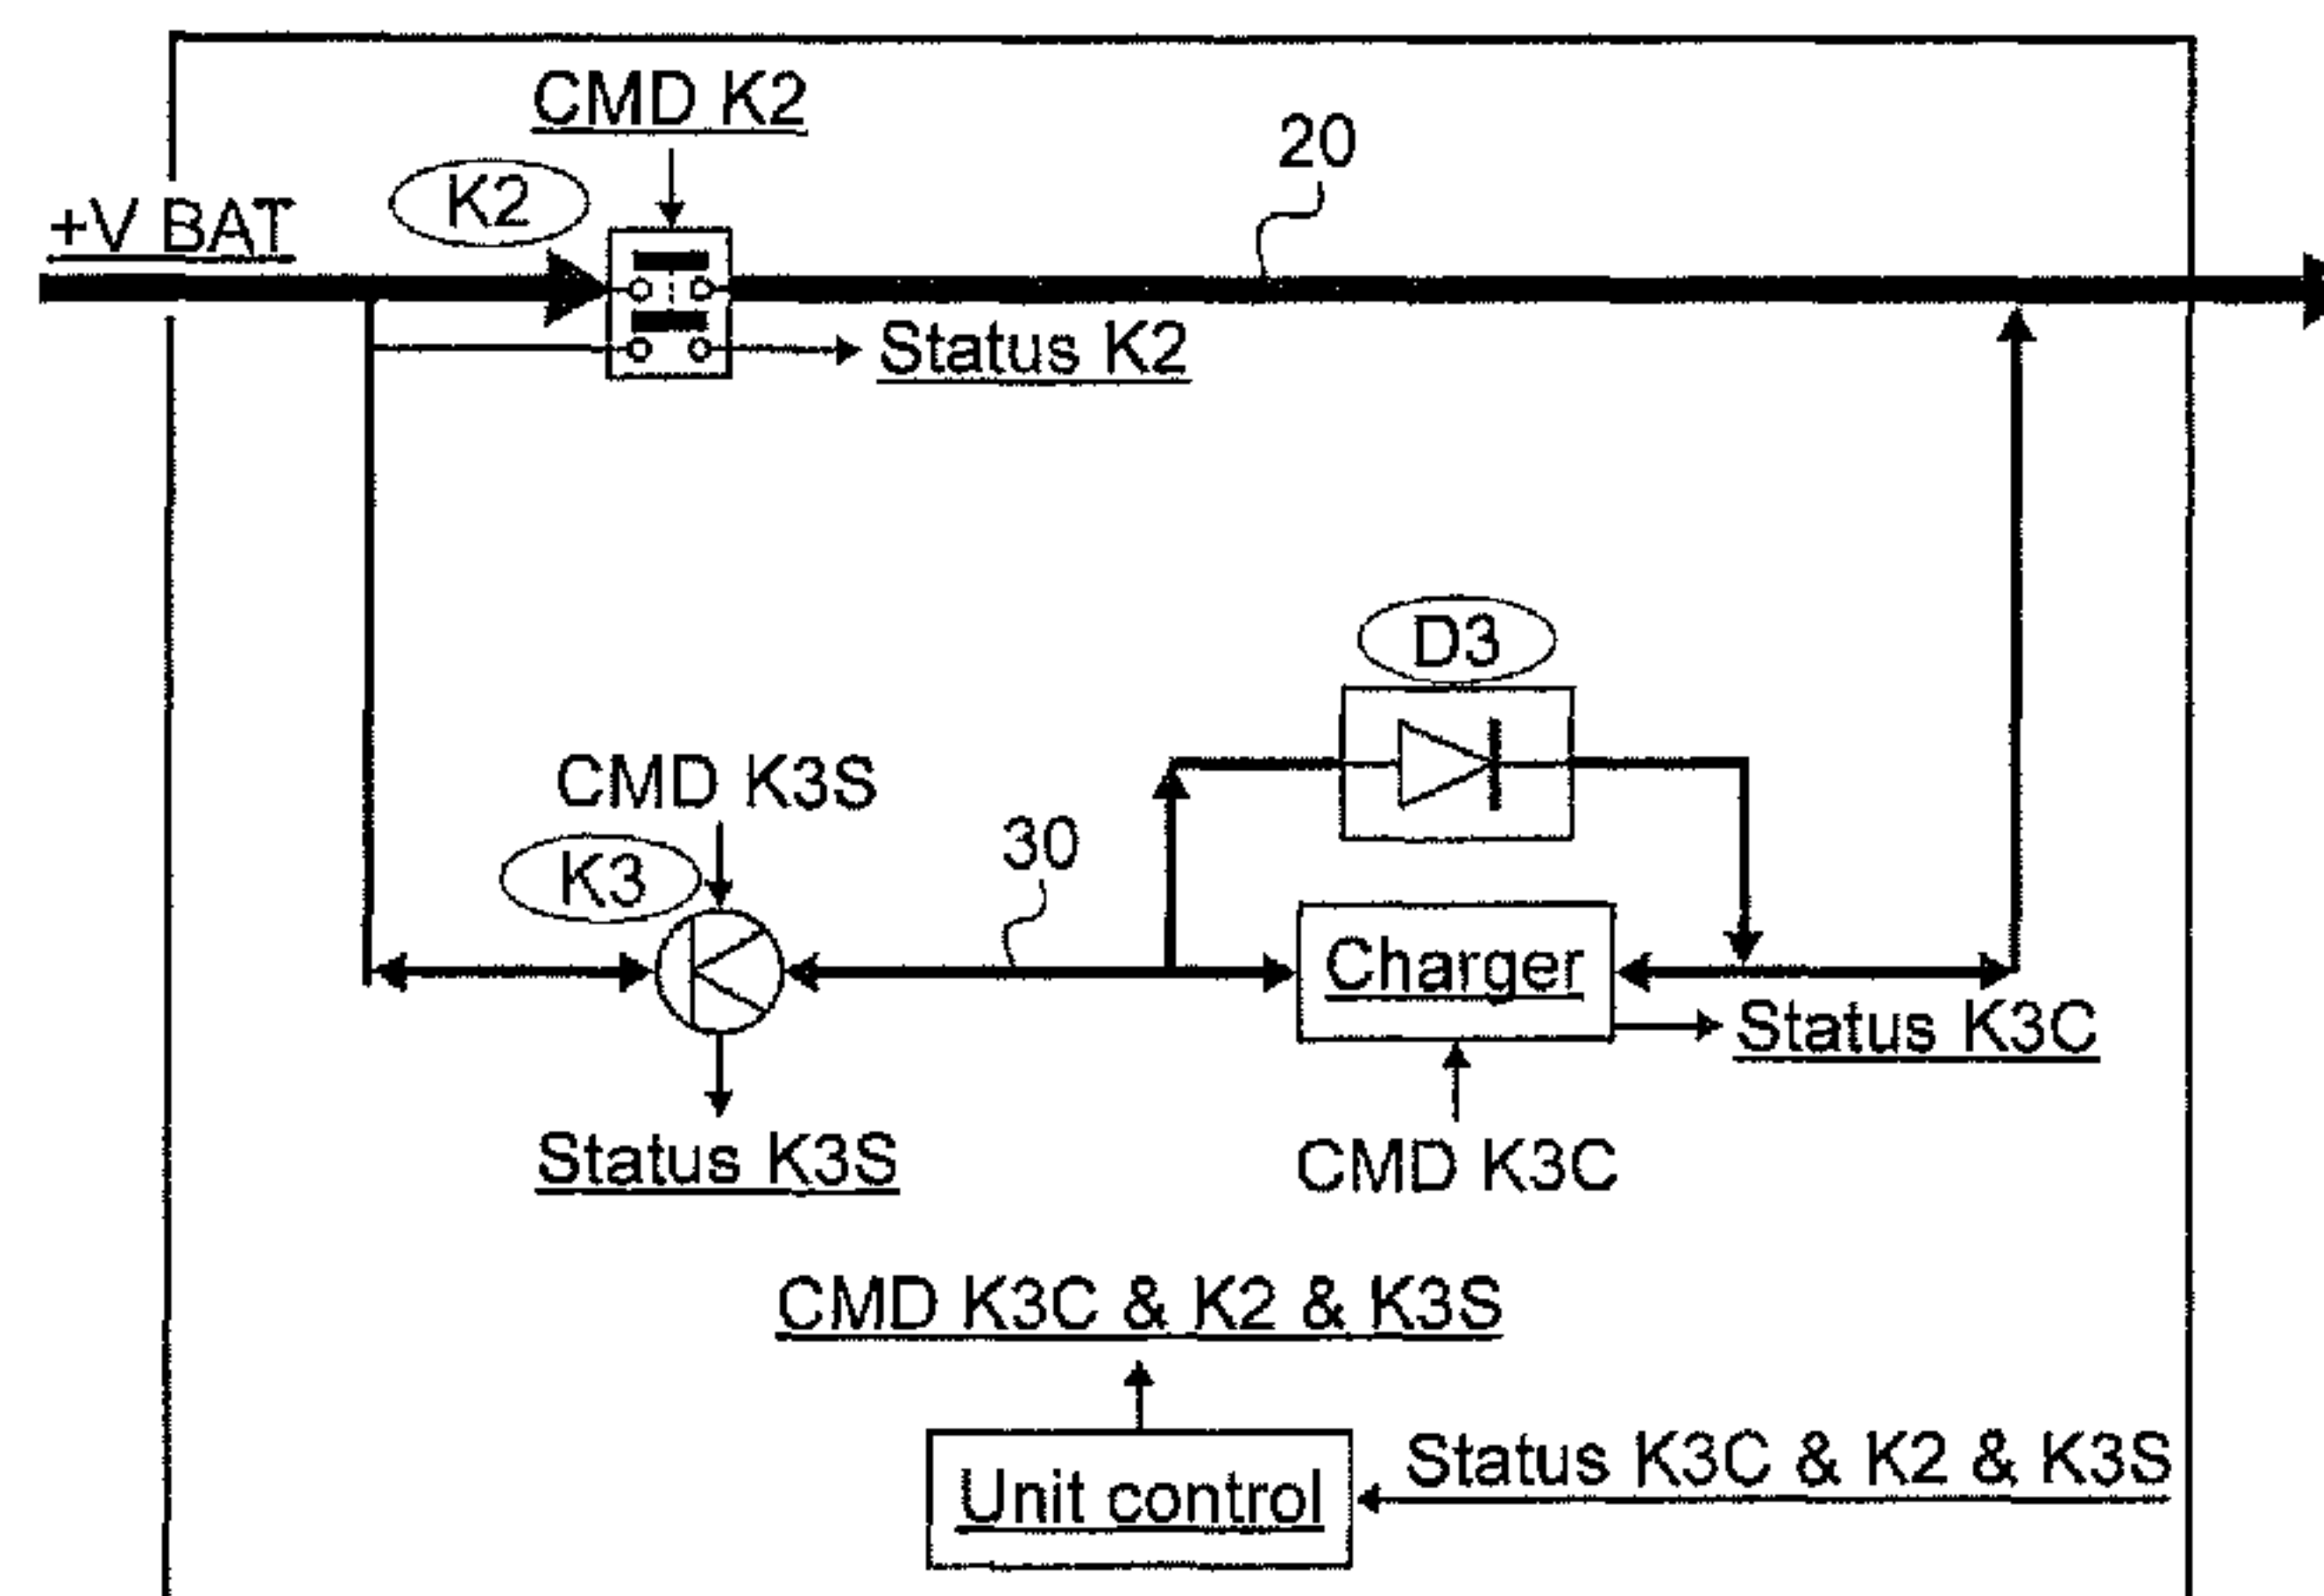 CMD K2
20
K2
+V BAT
Status K2
D3
CMD K3S
30
K3
Charger
Status K3C
Status K3S
CMD K3C
CMD K3C & K2 & K3S
Status K3C & K2 & K3S
Unit control